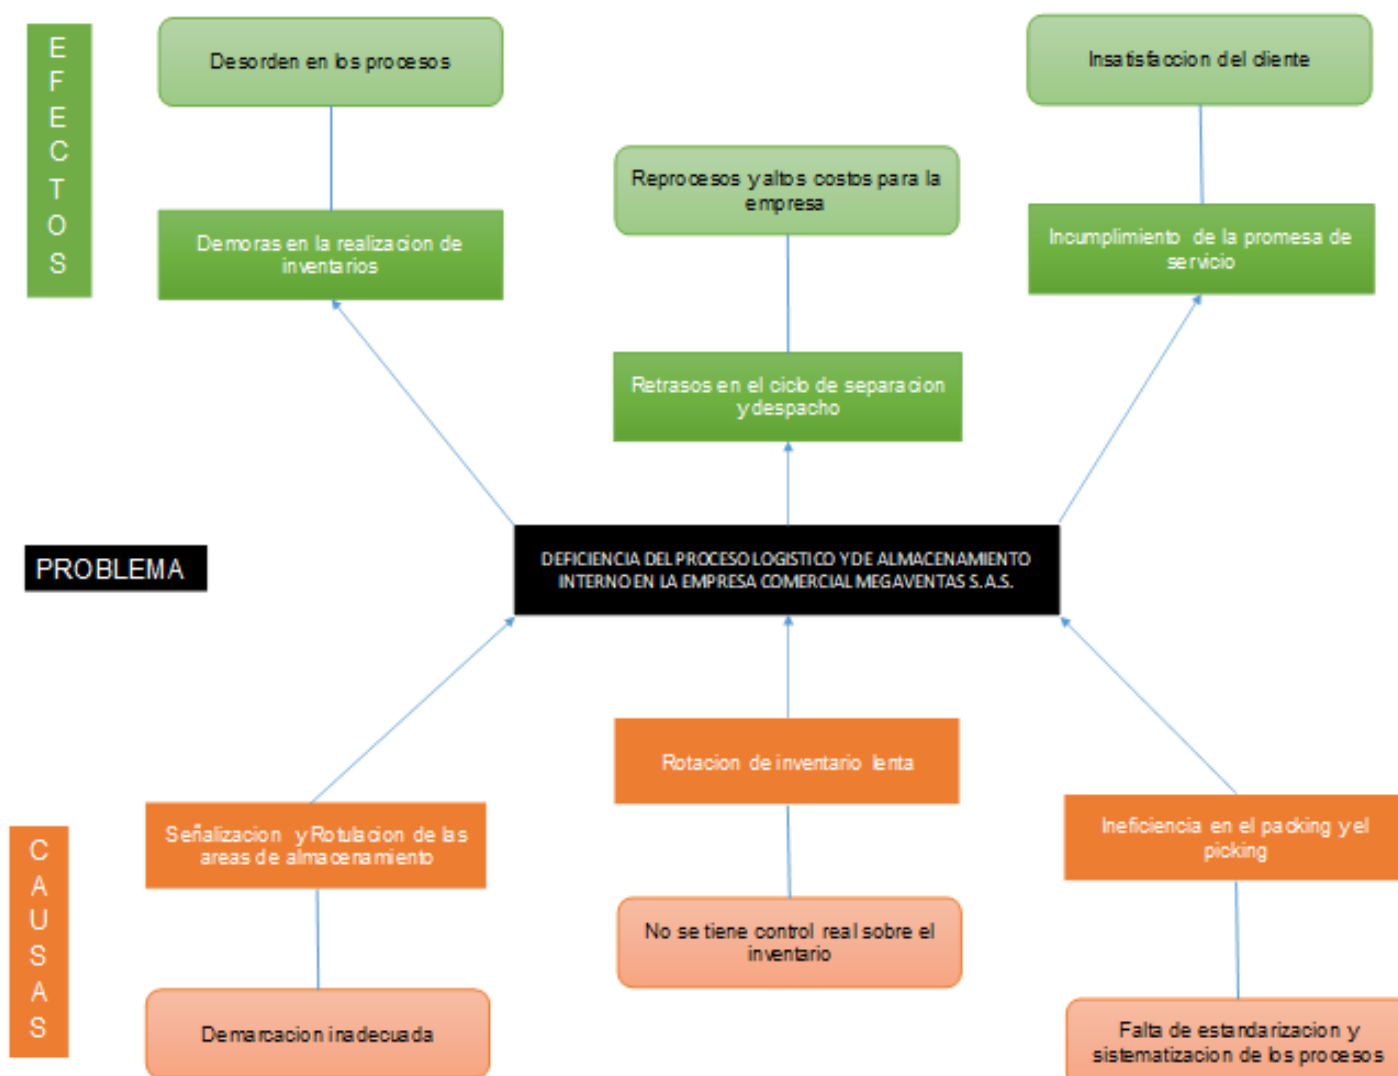 EFECTOS
Desorden en los procesos
Insatisfaccion del cliente
Reprocesos y altos costos para la
empresa
Demoras en la realizacion de
inventarios
Incumplimiento de la promesa de
servicio
Retrasos en el ciclo de separacion
y despacho
PROBLEMA
DEFICIENCIA DEL PROCESO LOGISTICO Y DE ALMACENAMIENTO
INTERNO EN LA EMPRESA COMERCIAL MEGAVENTAS S.A.S.
CAUSAS
Rotacion de inventario lenta
Señalizacion y Rotulacion de las
areas de almacenamiento
Ineficiencia en el packing y el
picking
No se tiene control real sobre el
inventario
Demarcacion inadecuada
Falta de estandarizacion y
sistematizacion de los procesos